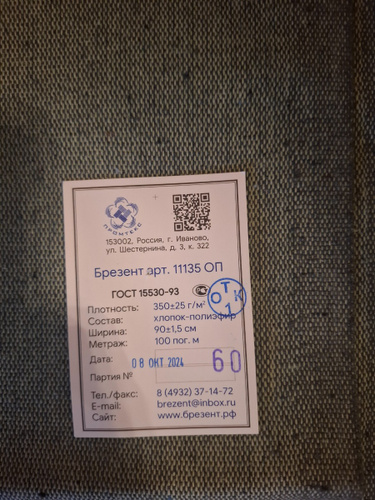 ПРОМТЕКС
153002, Россия, г. Иваново,
ул. Шестернина, д. 3, к. 322
Брезент арт. 11135 ОП
ГОСТ 15530-93
Плотность: 350±25 г/м²
Состав: хлопок-полиэфир
Ширина: 90±1,5 см
Метраж: 100 пог. м
ОТК
1
Дата: 08 ОКТ 2024
Партия № 60
Тел./факс: 8 (4932) 37-14-72
E-mail: brezent@inbox.ru
Сайт: www.брезент.рф